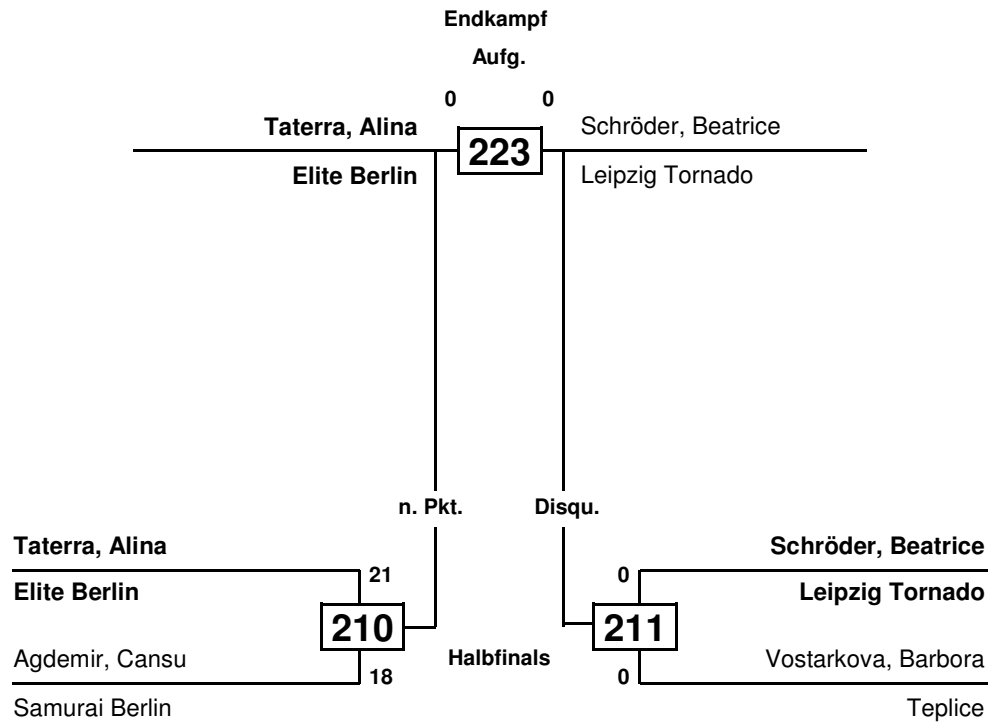 Endkampf
Aufg.
0 0
Taterra, Alina Schröder, Beatrice
223
Elite Berlin Leipzig Tornado
n. Pkt. Disqu.
Taterra, Alina Schröder, Beatrice
21 0
Elite Berlin Leipzig Tornado
210 211
Agdemir, Cansu Halbfinals Vostarkova, Barbora
18 0
Samurai Berlin Teplice